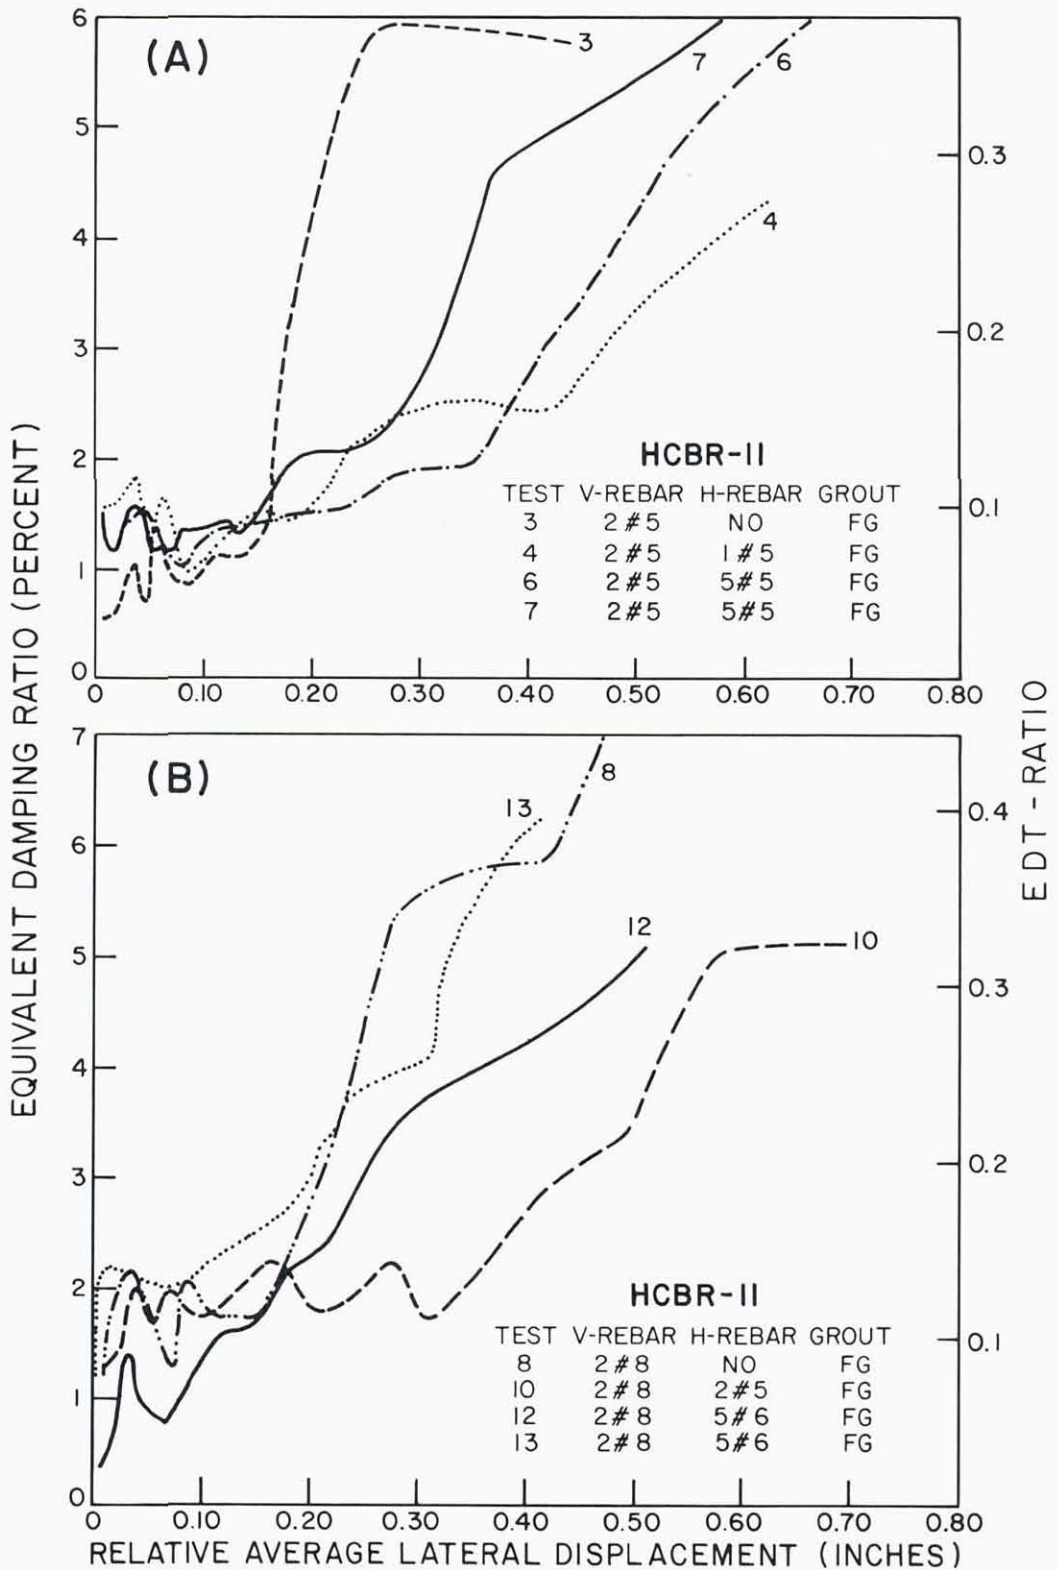 (A)
6
5
4
3
2
1
0
3
7
6
4
0.3
0.2
0.1
HCBR-11
TEST V-REBAR H-REBAR GROUT
3 2#5 NO FG
4 2#5 1#5 FG
6 2#5 5#5 FG
7 2#5 5#5 FG
0 0.10 0.20 0.30 0.40 0.50 0.60 0.70 0.80
EQUIVALENT DAMPING RATIO (PERCENT)
EDT-RATIO
(B)
7
6
5
4
3
2
1
0
8
13
12
10
0.4
0.3
0.2
0.1
HCBR-11
TEST V-REBAR H-REBAR GROUT
8 2#8 NO FG
10 2#8 2#5 FG
12 2#8 5#6 FG
13 2#8 5#6 FG
0 0.10 0.20 0.30 0.40 0.50 0.60 0.70 0.80
RELATIVE AVERAGE LATERAL DISPLACEMENT (INCHES)